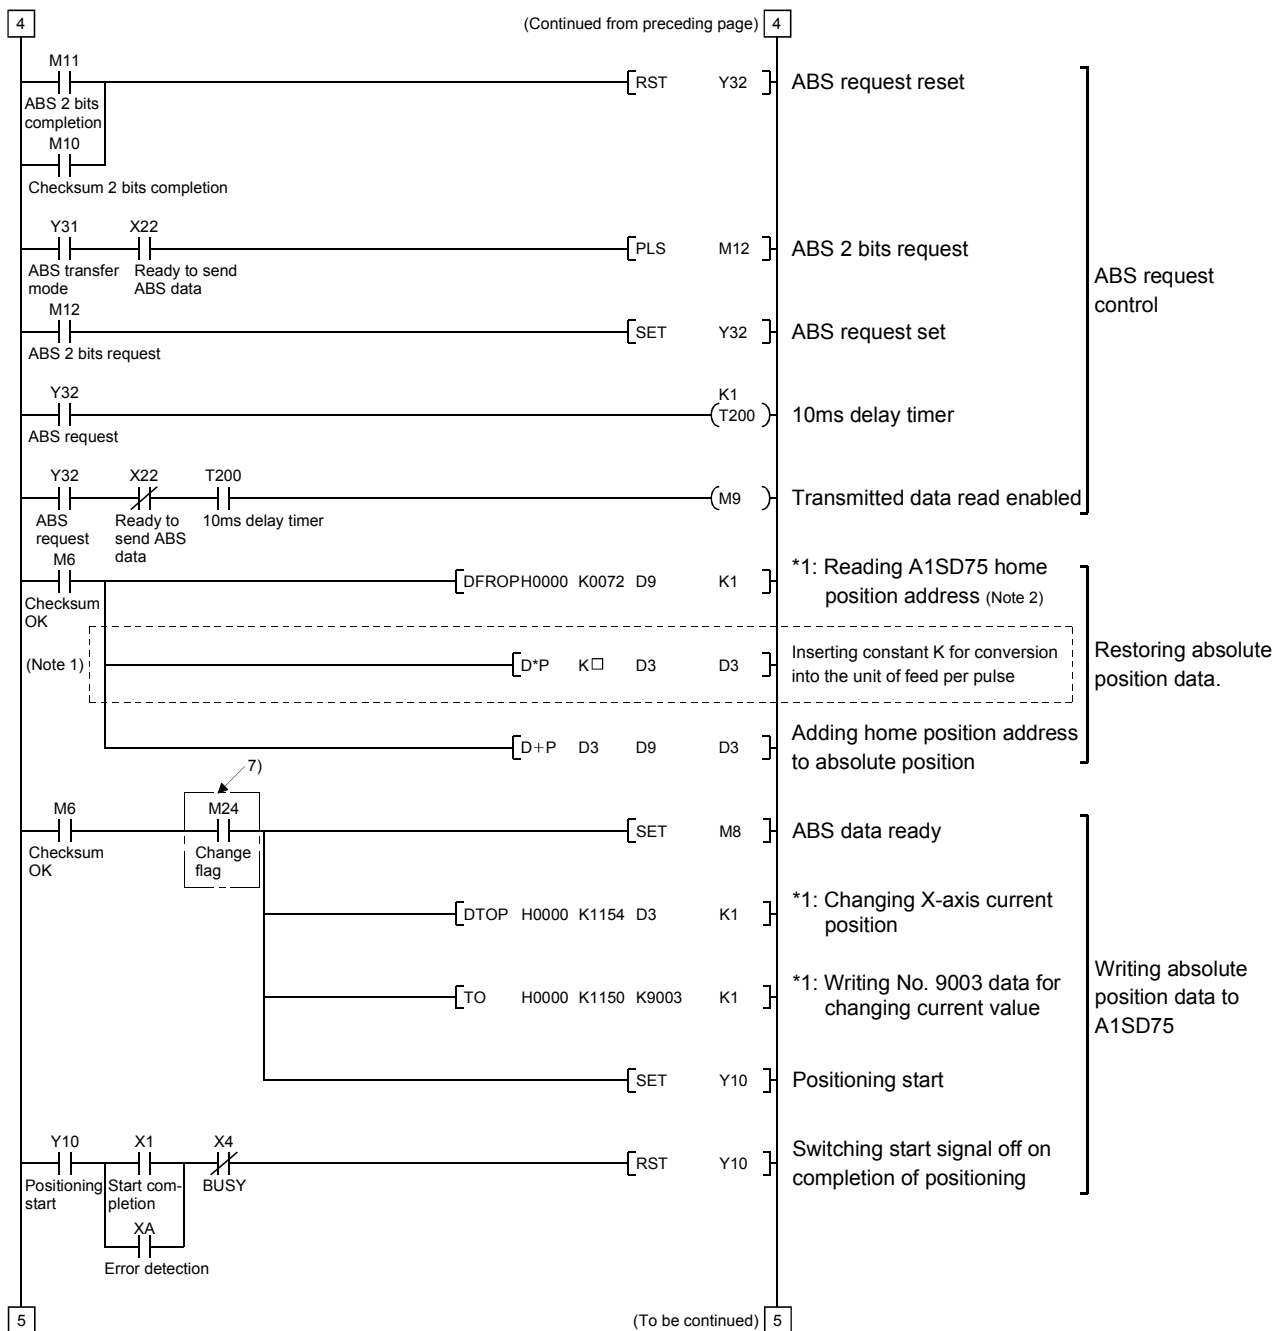 4 (Continued from preceding page) 4
M11
RST Y32 ABS request reset
ABS 2 bits
completion
M10
Checksum 2 bits completion
Y31 X22
PLS M12 ABS 2 bits request
ABS transfer Ready to send
mode ABS data
ABS request
control
M12
SET Y32 ABS request set
ABS 2 bits request
Y32 K1
T200 10ms delay timer
ABS request
Y32 X22 T200
M9 Transmitted data read enabled
ABS Ready to 10ms delay timer
request send ABS
data
M6
DFROPH0000 K0072 D9 K1 *1: Reading A1SD75 home
position address (Note 2)
Checksum
OK
(Note 1) D*P K□ D3 D3 Inserting constant K for conversion
into the unit of feed per pulse
Restoring absolute
position data.
D+P D3 D9 D3 Adding home position address
to absolute position
7)
M6 M24
SET M8 ABS data ready
Checksum Change
OK flag
DTOP H0000 K1154 D3 K1 *1: Changing X-axis current
position
TO H0000 K1150 K9003 K1 *1: Writing No. 9003 data for
changing current value
Writing absolute
position data to
A1SD75
SET Y10 Positioning start
Y10 X1 X4
RST Y10 Switching start signal off on
completion of positioning
Positioning Start com- BUSY
start pletion
XA
Error detection
5 (To be continued) 5